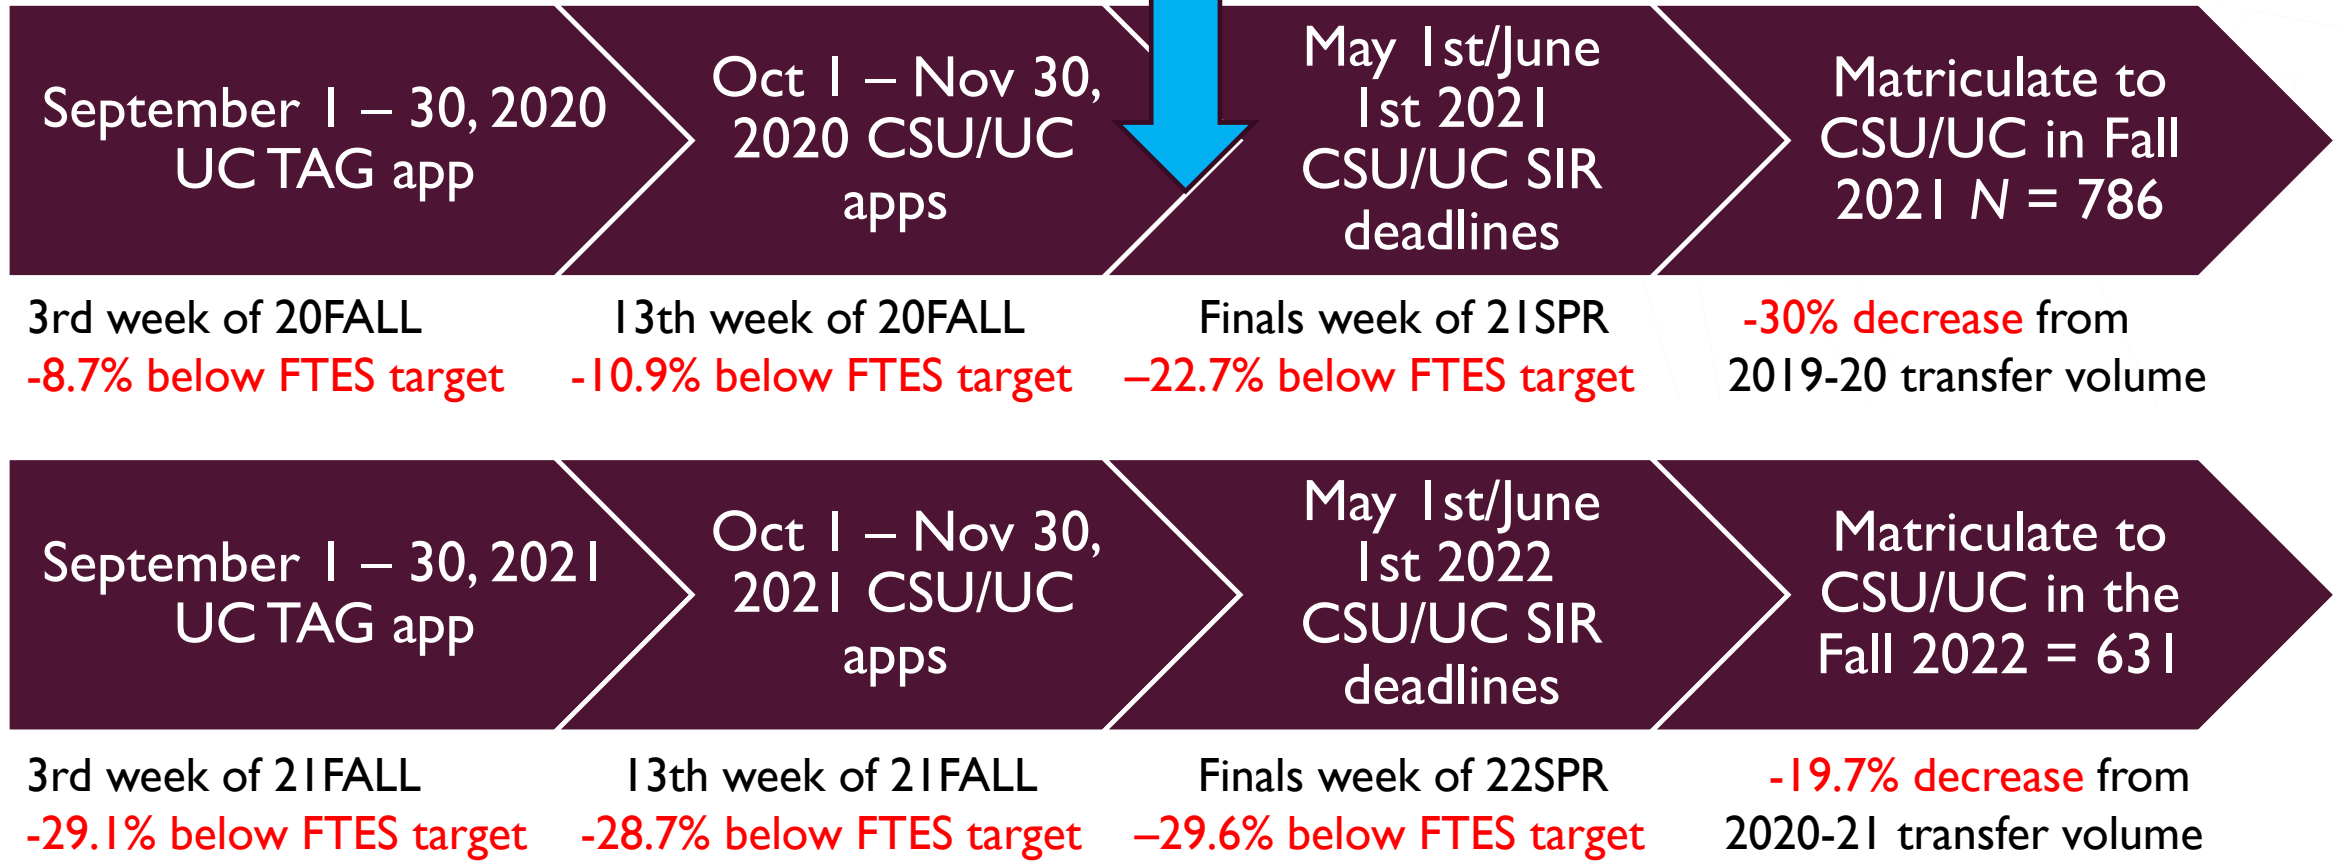 September 1 – 30, 2020
UC TAG app
Oct 1 – Nov 30,
2020 CSU/UC
apps
May 1st/June
1st 2021
CSU/UC SIR
deadlines
Matriculate to
CSU/UC in Fall
2021 N = 786
3rd week of 20FALL
-8.7% below FTES target
13th week of 20FALL
-10.9% below FTES target
Finals week of 21SPR
–22.7% below FTES target
-30% decrease from
2019-20 transfer volume
September 1 – 30, 2021
UC TAG app
Oct 1 – Nov 30,
2021 CSU/UC
apps
May 1st/June
1st 2022
CSU/UC SIR
deadlines
Matriculate to
CSU/UC in the
Fall 2022 = 631
3rd week of 21FALL
-29.1% below FTES target
13th week of 21FALL
-28.7% below FTES target
Finals week of 22SPR
–29.6% below FTES target
-19.7% decrease from
2020-21 transfer volume